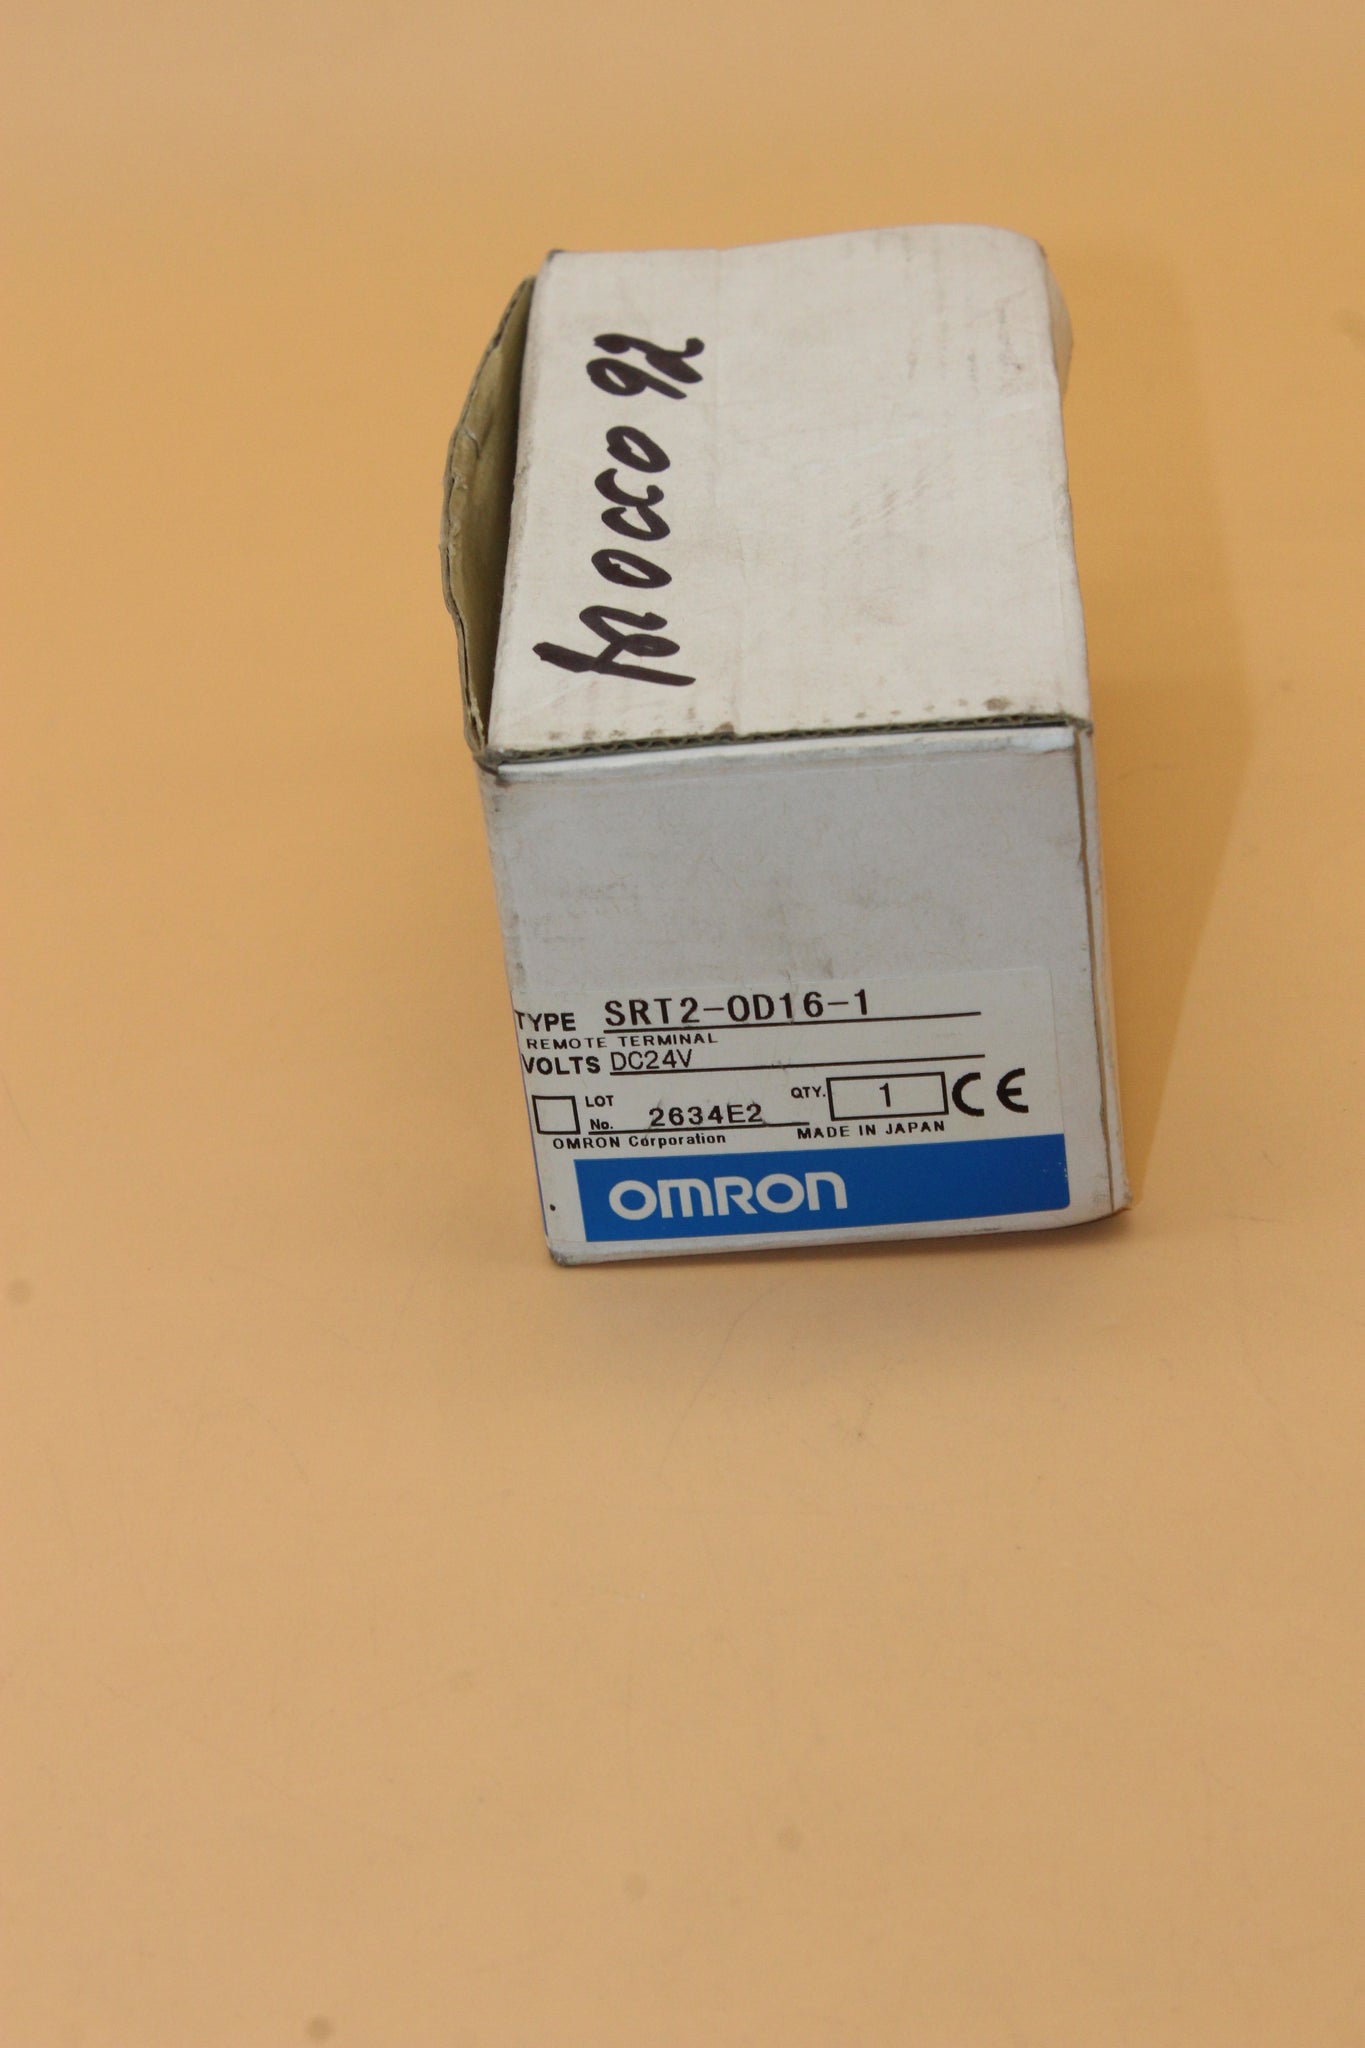 TYPE SRT2-OD16-1
REMOTE TERMINAL
VOLTS DC24V
LOT No. 2634E2 QTY. 1 CE
OMRON Corporation MADE IN JAPAN
OMRON